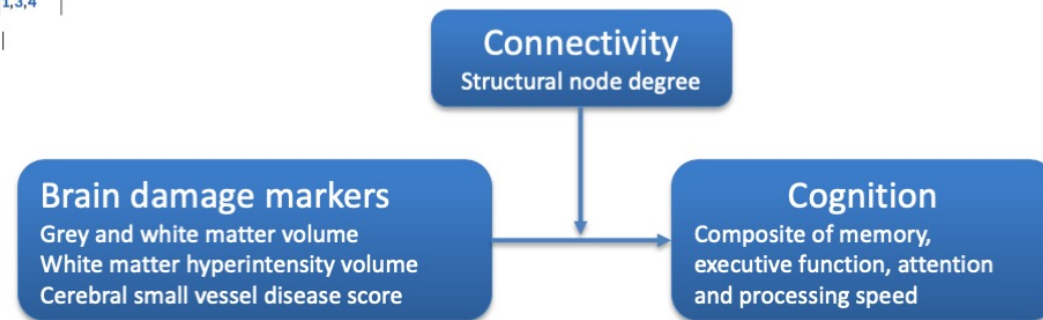 1,3,4
Connectivity
Structural node degree
Brain damage markers
Grey and white matter volume
White matter hyperintensity volume
Cerebral small vessel disease score
Cognition
Composite of memory,
executive function, attention
and processing speed